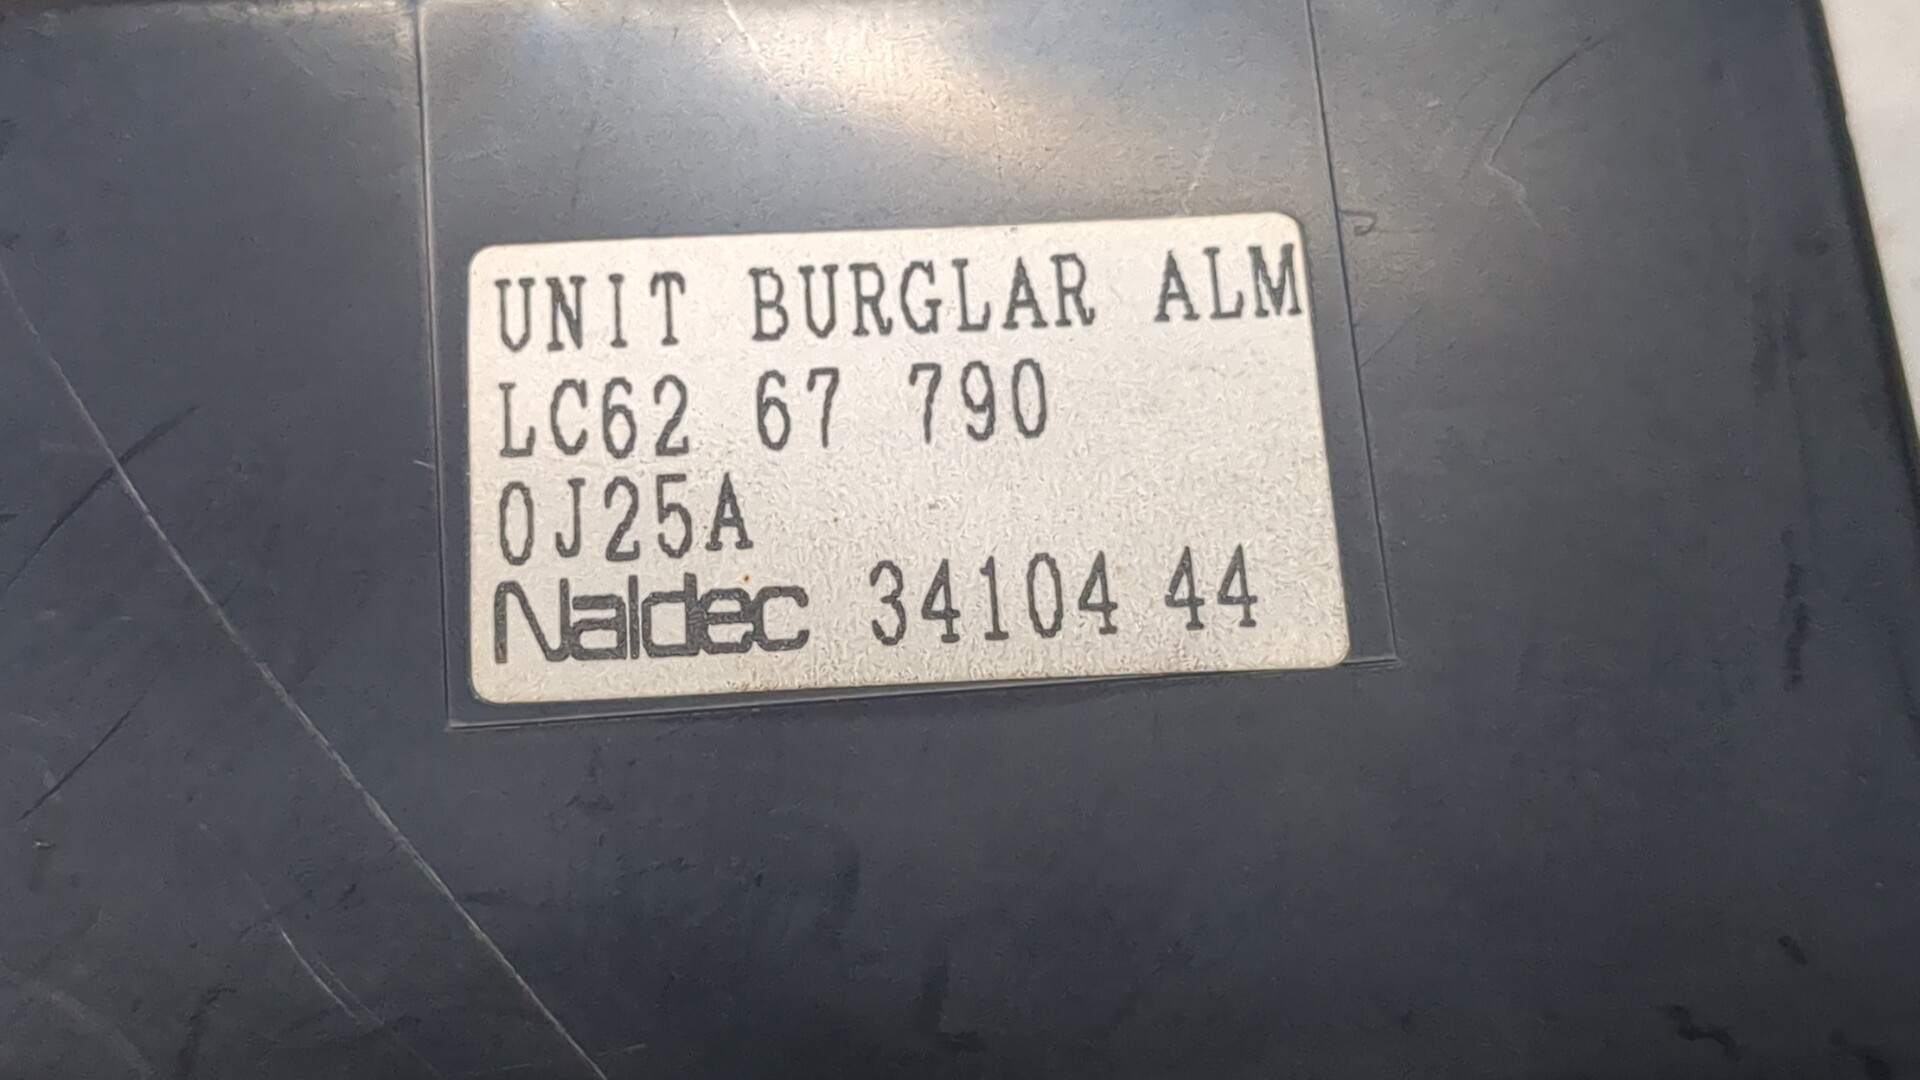 UNIT BURGLAR ALM
LC62 67 790
0J25A
Naldec 34104 44